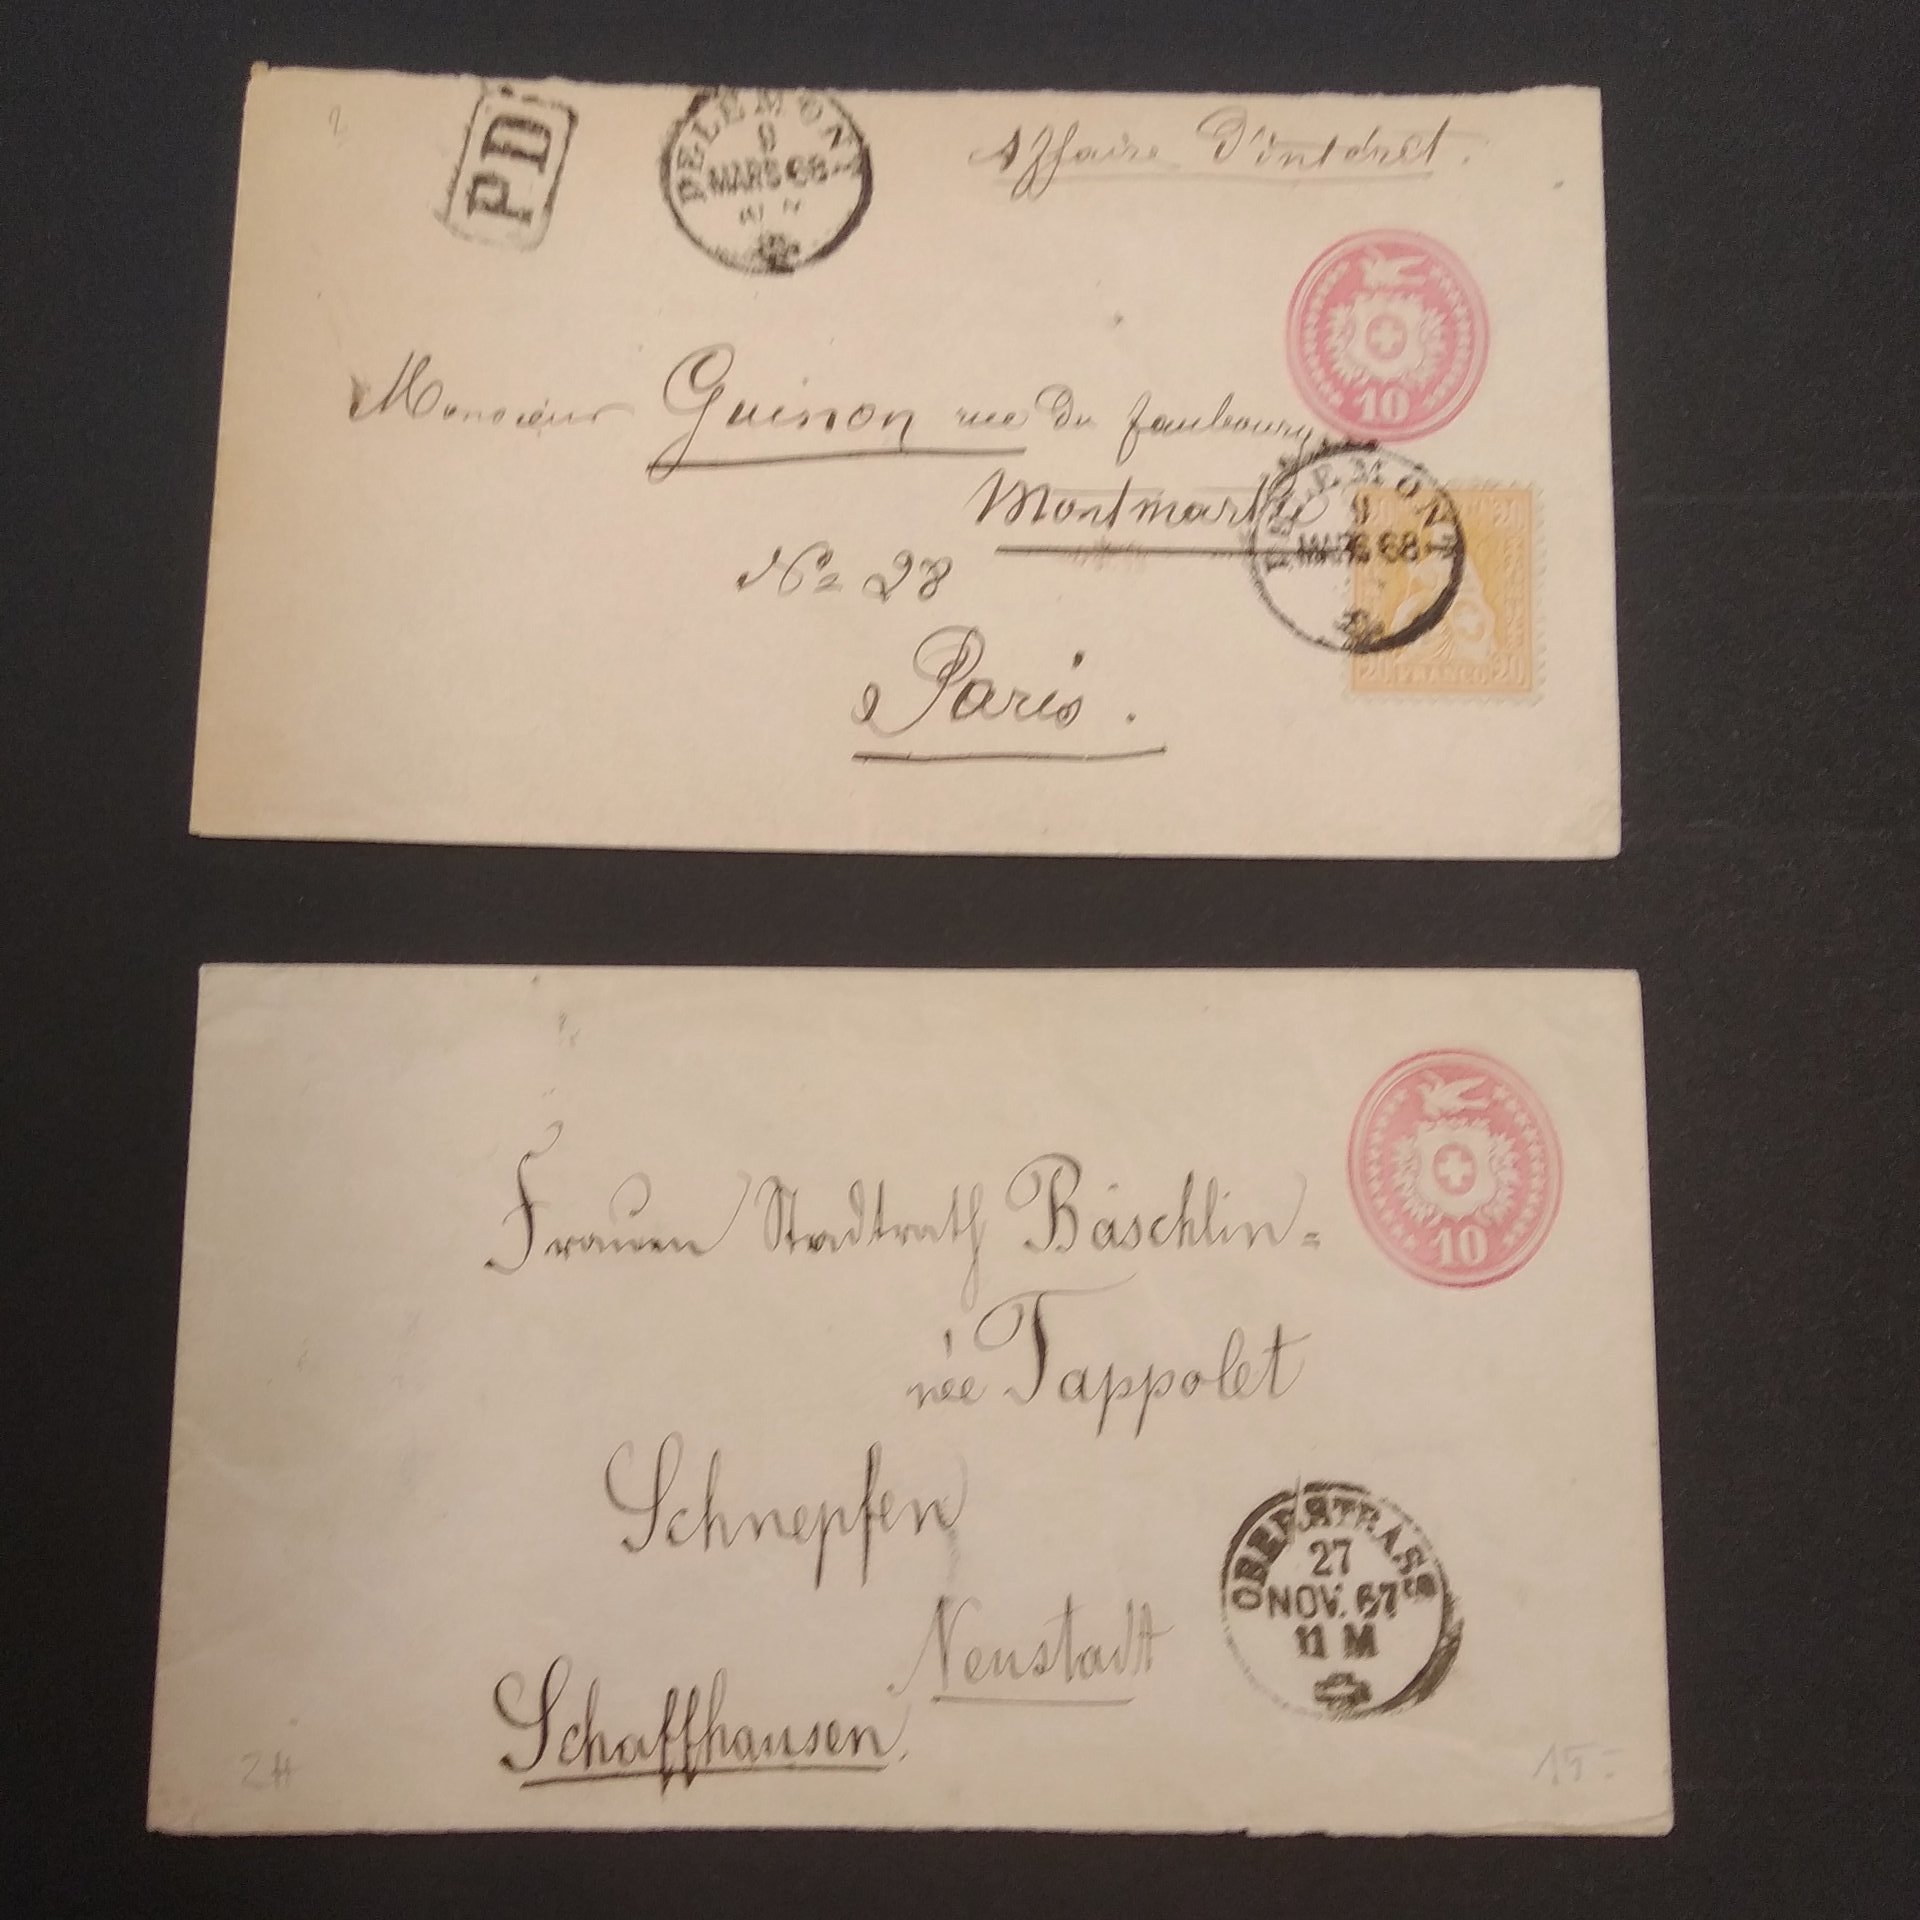 PD
DELEMONT
9
MARS 68
Affaire D'intérêt.
10
Monsieur Guinon rue du faubourg
Montmartre
DELEMONT
9
MARS 68
20 FRANCO 20
No 28
à Paris.
10
Frauen Stadtrath Bäschlin=
née Tappolet
Schnepfen
Neustadt
Schaffhausen.
OBERSTRASS
27
NOV. 67
11 M
2H
15-